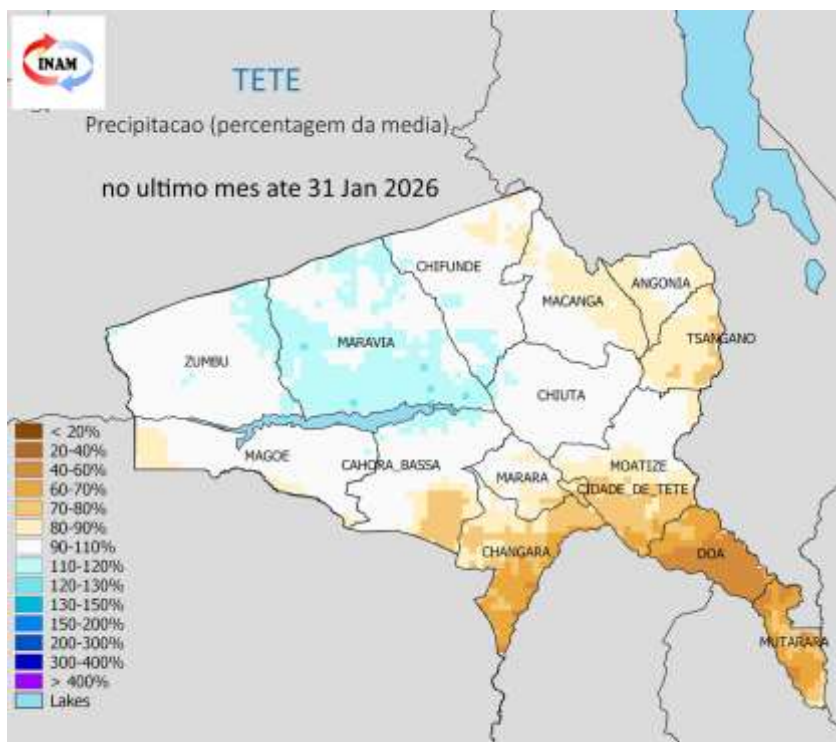 INAM
TETE
Precipitacao (percentagem da media)
no ultimo mes ate 31 Jan 2026
CHIFUNDE
ANGONIA
MACANGA
TSANGANO
MARAVIA
ZUMBU
CHIUTA
MAGOE
CAHORA_BASSA
MARARA
MOATIZE
CIDADE_DE_TETE
CHANGARA
DOA
MUTARARA
< 20%
20-40%
40-60%
60-70%
70-80%
80-90%
90-110%
110-120%
120-130%
130-150%
150-200%
200-300%
300-400%
> 400%
Lakes